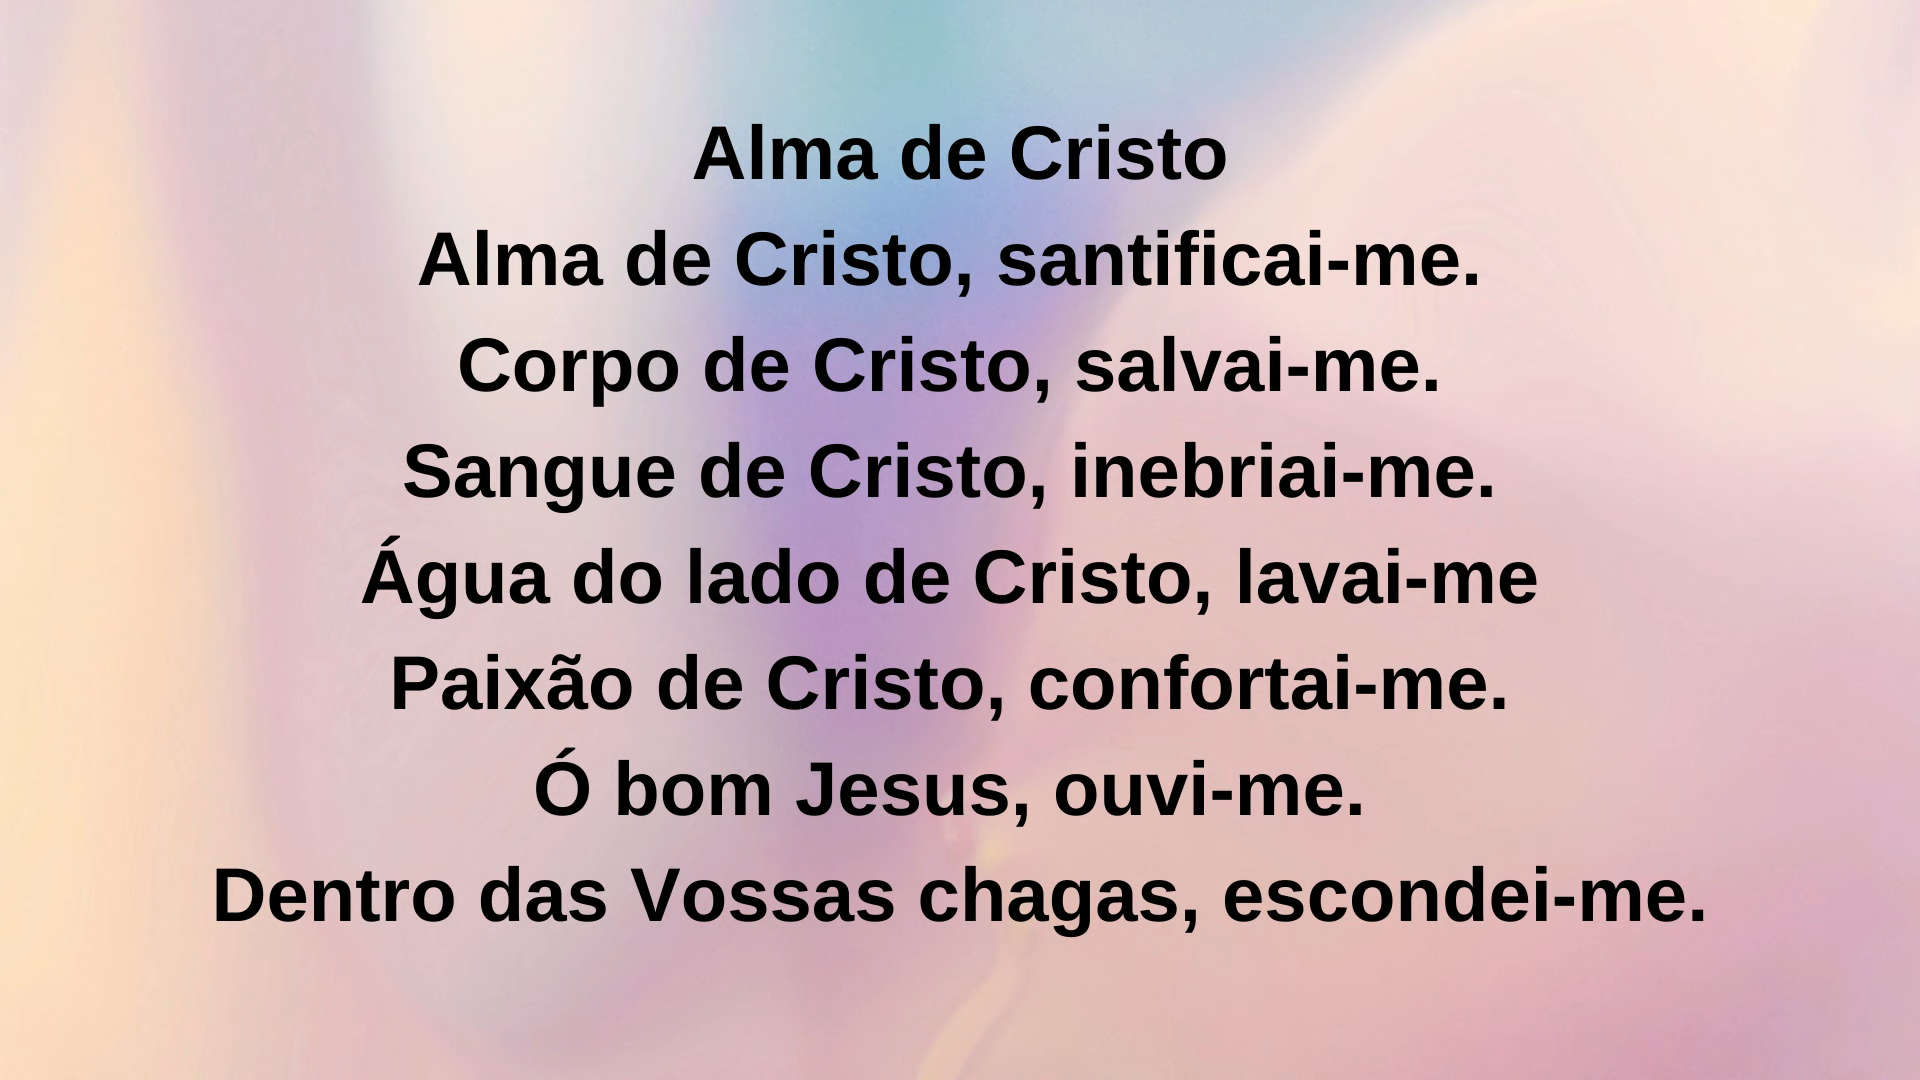 Alma de Cristo
Alma de Cristo, santificai-me.
Corpo de Cristo, salvai-me.
Sangue de Cristo, inebriai-me.
Água do lado de Cristo, lavai-me
Paixão de Cristo, confortai-me.
Ó bom Jesus, ouvi-me.
Dentro das Vossas chagas, escondei-me.